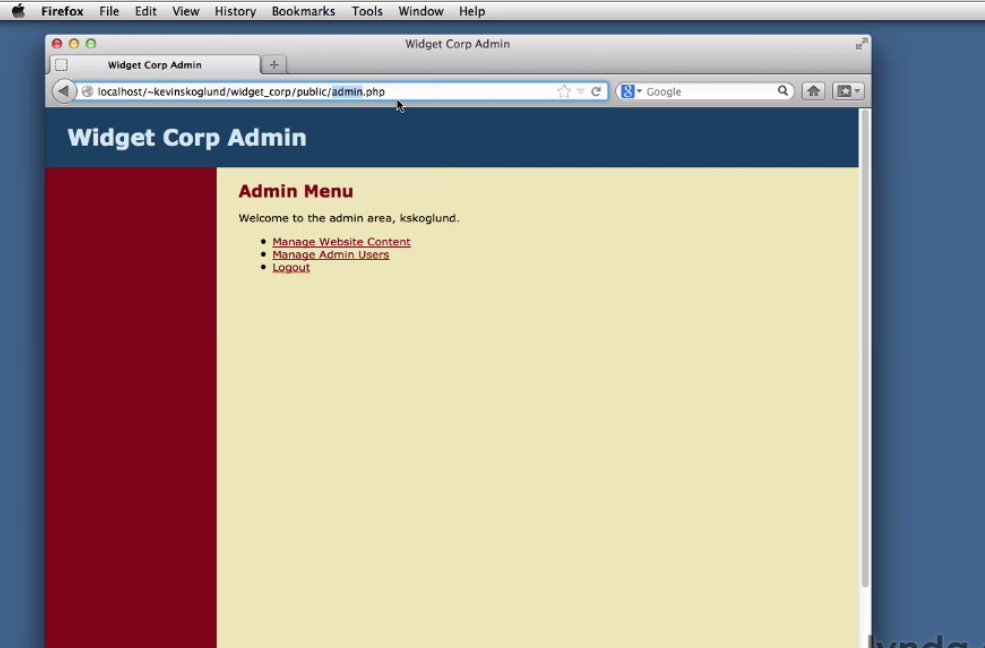 Firefox File Edit View History Bookmarks Tools Window Help
Widget Corp Admin
Widget Corp Admin
localhost/~kevinskoglund/widget_corp/public/admin.php
Google
Widget Corp Admin
Admin Menu
Welcome to the admin area, kskoglund.
Manage Website Content
Manage Admin Users
Logout